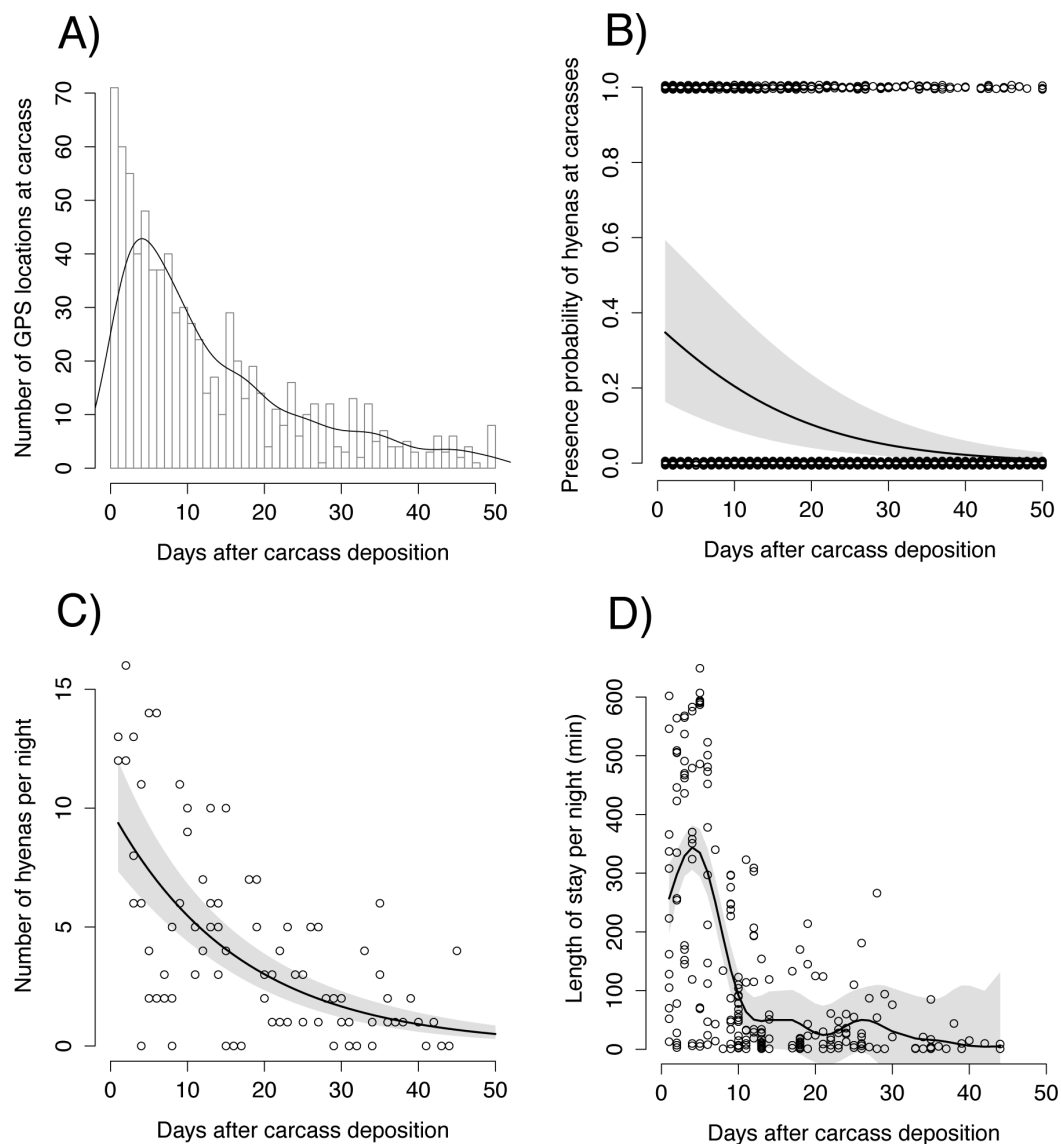 A)
Number of GPS locations at carcass
0 10 20 30 40 50 60 70
0 10 20 30 40 50
Days after carcass deposition
B)
Presence probability of hyenas at carcasses
0.0 0.2 0.4 0.6 0.8 1.0
0 10 20 30 40 50
Days after carcass deposition
C)
Number of hyenas per night
0 5 10 15
0 10 20 30 40 50
Days after carcass deposition
D)
Length of stay per night (min)
0 100 200 300 400 500 600
0 10 20 30 40 50
Days after carcass deposition